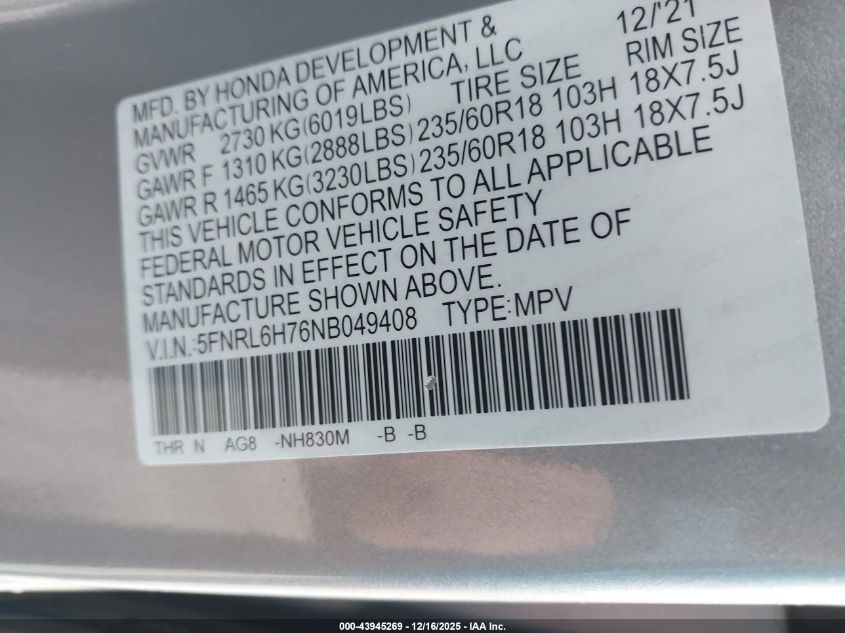 MFD. BY HONDA DEVELOPMENT & 12/'21
MANUFACTURING OF AMERICA, LLC RIM SIZE
GVWR 2730 KG(6019LBS) TIRE SIZE
GAWR F 1310 KG(2888LBS) 235/60R18 103H 18X7.5J
GAWR R 1465 KG(3230LBS) 235/60R18 103H 18X7.5J
THIS VEHICLE CONFORMS TO ALL APPLICABLE
FEDERAL MOTOR VEHICLE SAFETY
STANDARDS IN EFFECT ON THE DATE OF
MANUFACTURE SHOWN ABOVE.
V.I.N.:5FNRL6H76NB049408 TYPE:MPV
THR N AG8 -NH830M -B -B
000-43945269 - 12/16/2025 - IAA Inc.